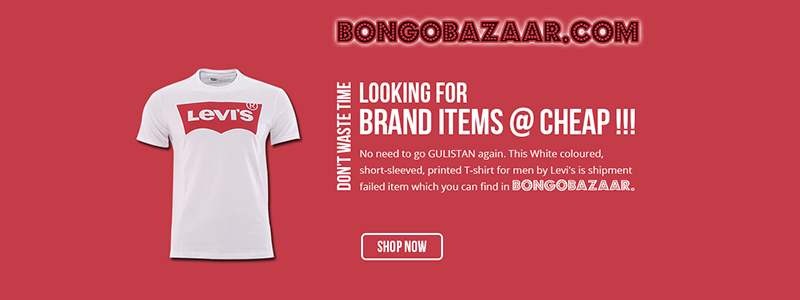 BONGOBAZAAR.COM
LEVI'S®
DON'T WASTE TIME
LOOKING FOR
BRAND ITEMS @ CHEAP !!!
No need to go GULISTAN again. This White coloured,
short-sleeved, printed T-shirt for men by Levi's is shipment
failed item which you can find in BONGOBAZAAR.
SHOP NOW